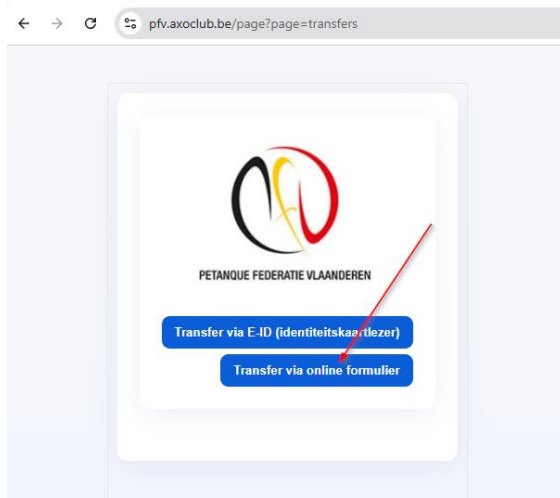 pfv.axoclub.be/page?page=transfers
PETANQUE FEDERATIE VLAANDEREN
Transfer via E-ID (identiteitskaartlezer)
Transfer via online formulier